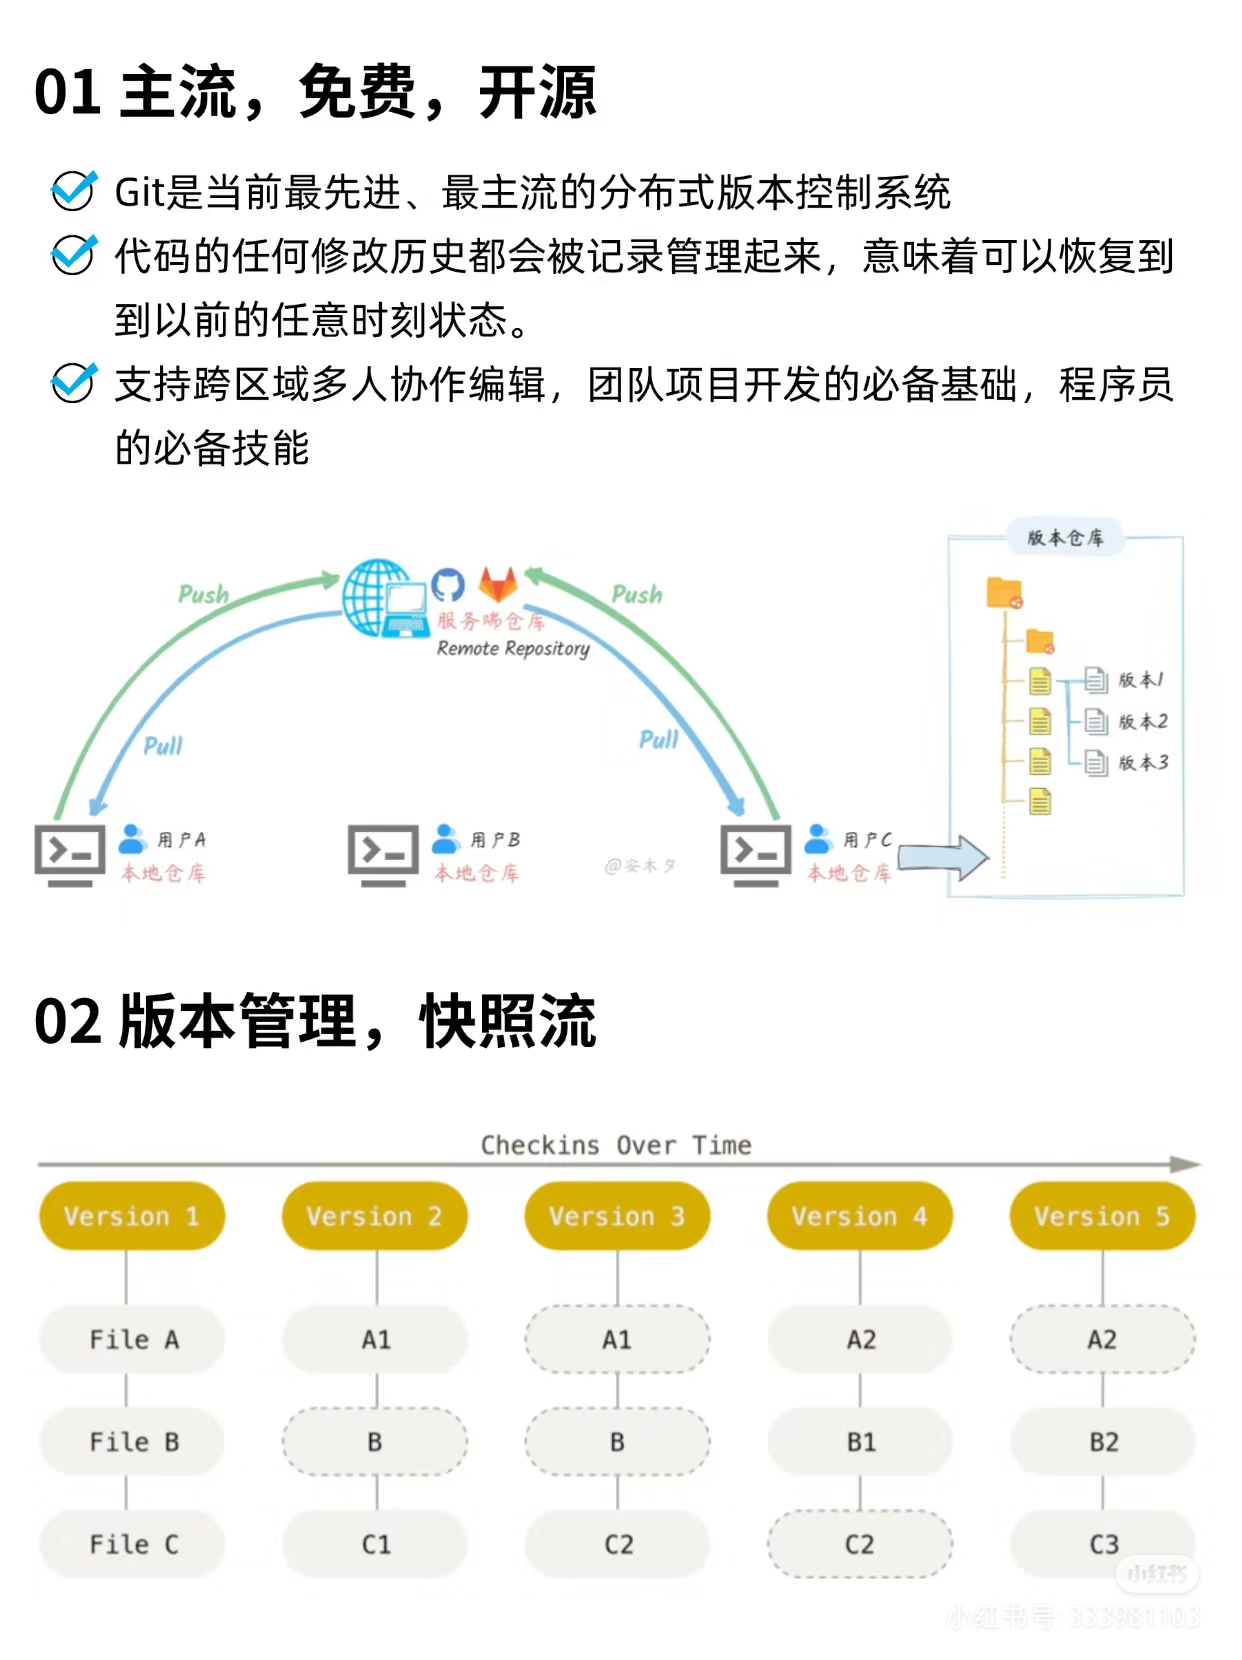 01 主流，免费，开源
Git是当前最先进、最主流的分布式版本控制系统
代码的任何修改历史都会被记录管理起来，意味着可以恢复到
到以前的任意时刻状态。
支持跨区域多人协作编辑，团队项目开发的必备基础，程序员
的必备技能
版本仓库
Push
Push
服务端仓库
Remote Repository
版本1
版本2
Pull
Pull
版本3
用户A
用户B
用户C
本地仓库
本地仓库
@安木夕
本地仓库
02 版本管理，快照流
Checkins Over Time
Version 1
Version 2
Version 3
Version 4
Version 5
File A
A1
A1
A2
A2
File B
B
B
B1
B2
File C
C1
C2
C2
C3
小红书
小红书号: 333981103